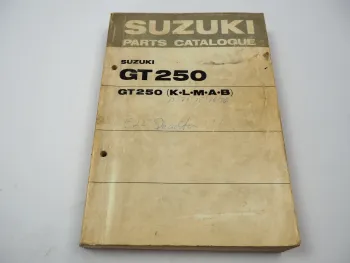 SUZUKI
PARTS CATALOGUE
SUZUKI
GT250
GT250 (K·L·M·A·B)